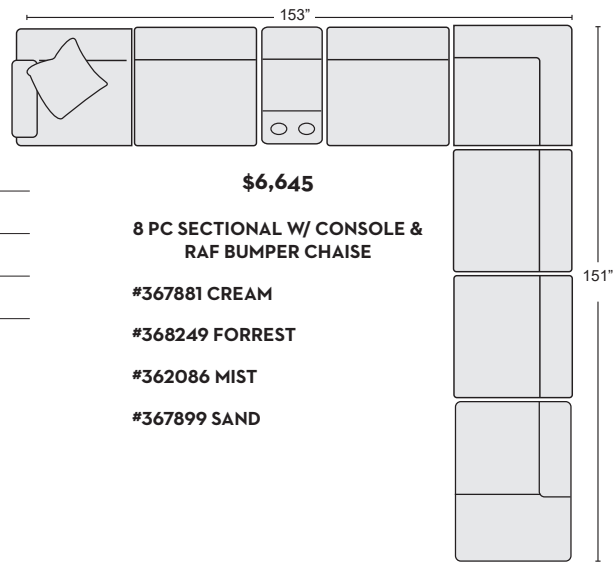 153”
$6,645
8 PC SECTIONAL W/ CONSOLE &
RAF BUMPER CHAISE
151”
#367881 CREAM
#368249 FORREST
#362086 MIST
#367899 SAND